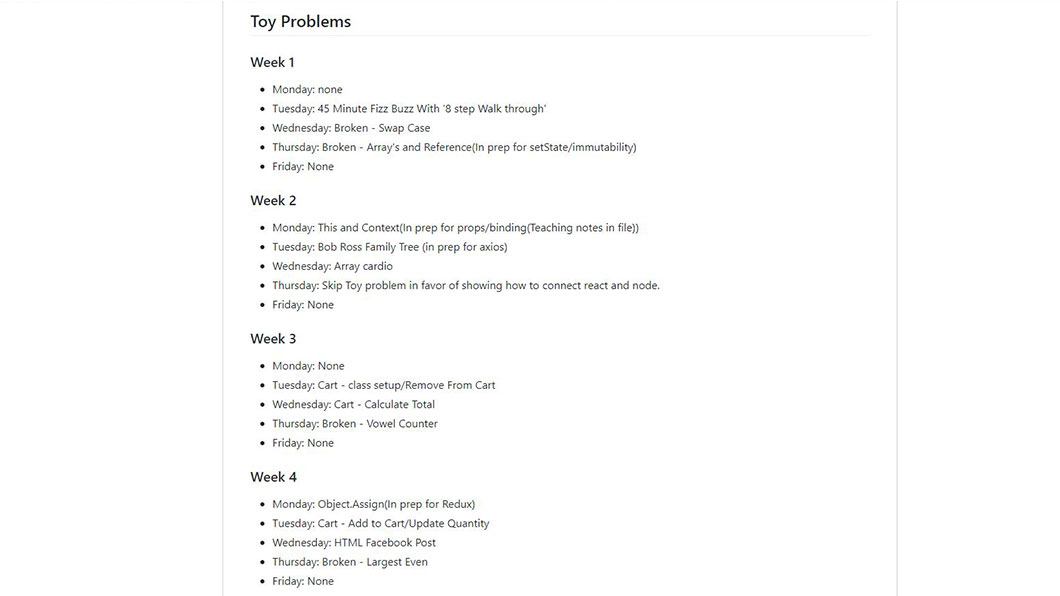 Toy Problems
Week 1
Monday: none
Tuesday: 45 Minute Fizz Buzz With '8 step Walk through'
Wednesday: Broken - Swap Case
Thursday: Broken - Array's and Reference(In prep for setState/immutability)
Friday: None
Week 2
Monday: This and Context(In prep for props/binding(Teaching notes in file))
Tuesday: Bob Ross Family Tree (in prep for axios)
Wednesday: Array cardio
Thursday: Skip Toy problem in favor of showing how to connect react and node.
Friday: None
Week 3
Monday: None
Tuesday: Cart - class setup/Remove From Cart
Wednesday: Cart - Calculate Total
Thursday: Broken - Vowel Counter
Friday: None
Week 4
Monday: Object.Assign(In prep for Redux)
Tuesday: Cart - Add to Cart/Update Quantity
Wednesday: HTML Facebook Post
Thursday: Broken - Largest Even
Friday: None